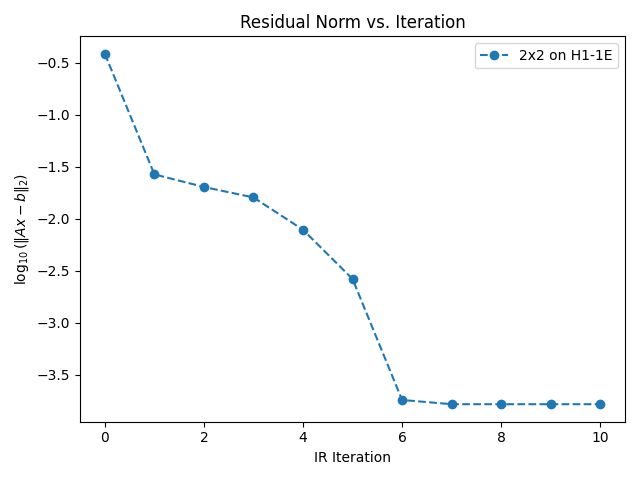 Residual Norm vs. Iteration
2x2 on H1-1E
log₁₀(‖Ax − b‖₂)
−0.5
−1.0
−1.5
−2.0
−2.5
−3.0
−3.5
0 2 4 6 8 10
IR Iteration